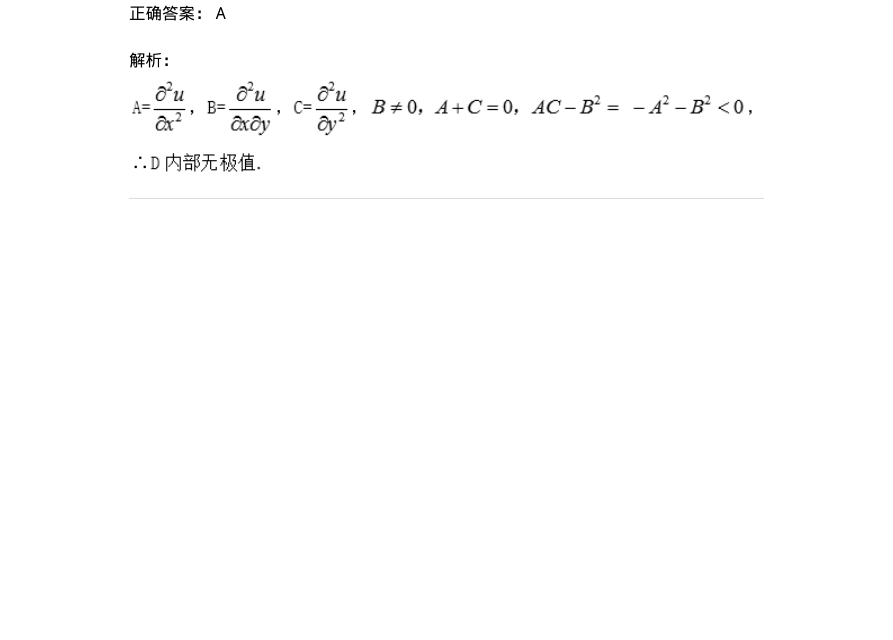 正确答案： A
解析：
A=∂²u/∂x²， B=∂²u/∂x∂y， C=∂²u/∂y²， B≠0，A+C=0，AC−B²= −A²−B²<0，
∴D 内部无极值.